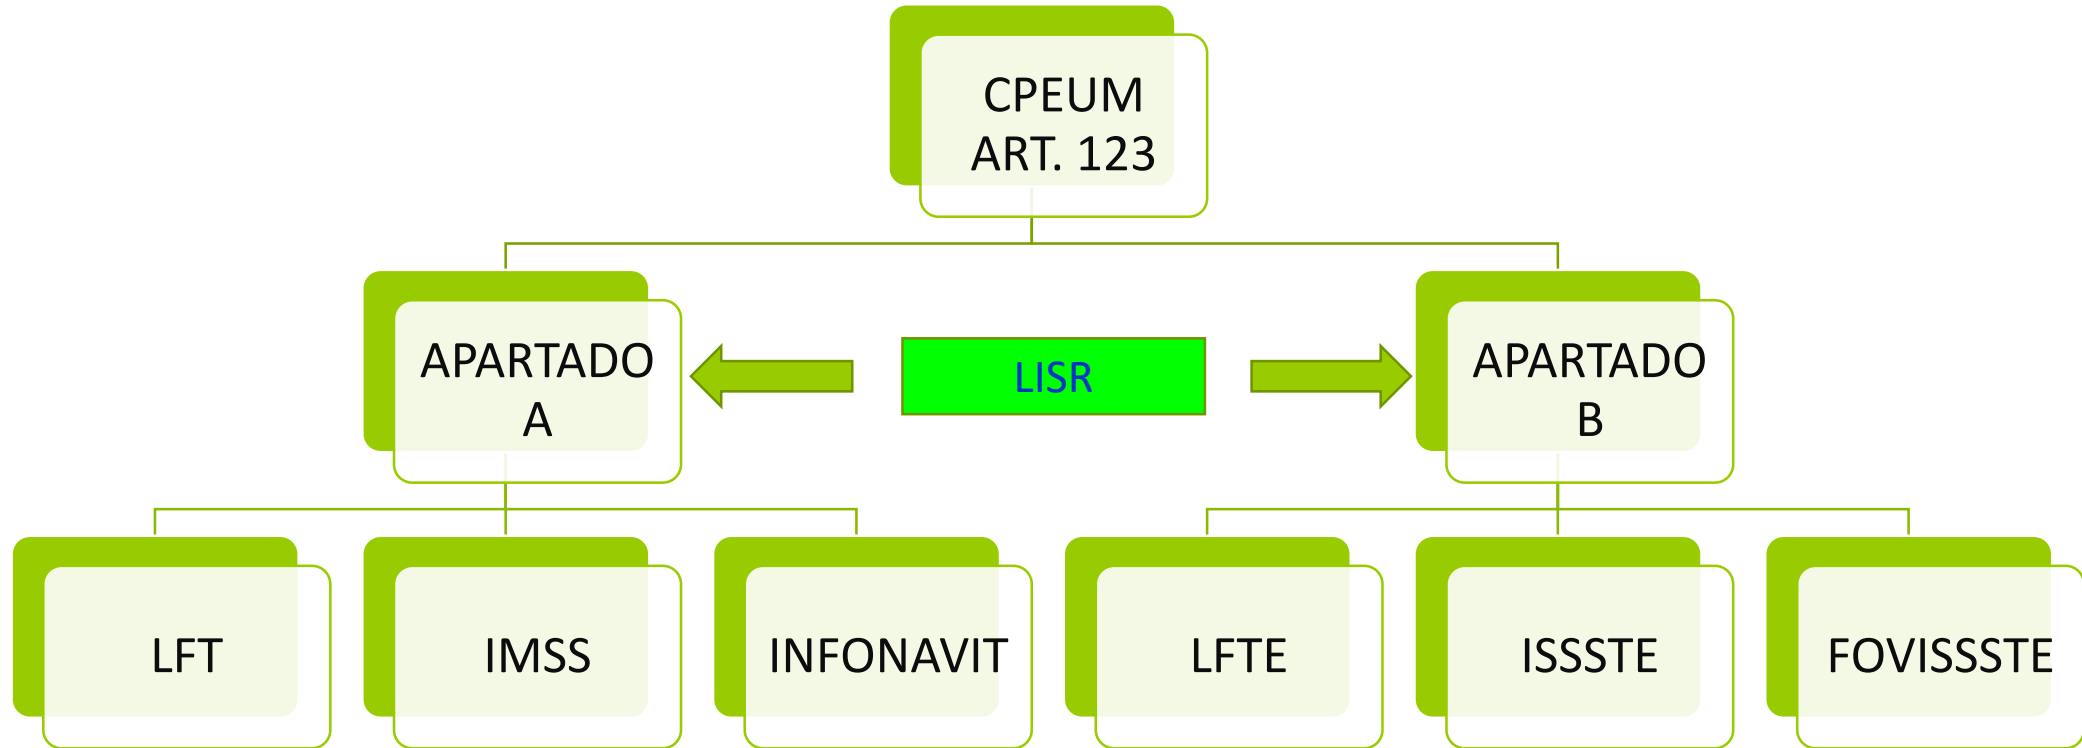 CPEUM
ART. 123
APARTADO
A
LISR
APARTADO
B
LFT
IMSS
INFONAVIT
LFTE
ISSSTE
FOVISSSTE